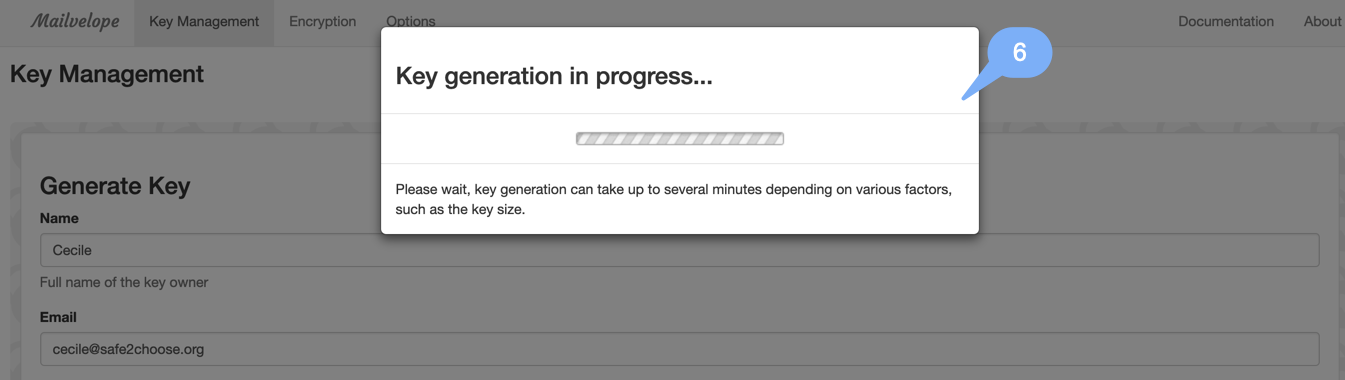 Mailvelope Key Management Encryption Options Documentation About
Key Management
6
Key generation in progress...
Please wait, key generation can take up to several minutes depending on various factors,
such as the key size.
Generate Key
Name
Cecile
Full name of the key owner
Email
cecile@safe2choose.org